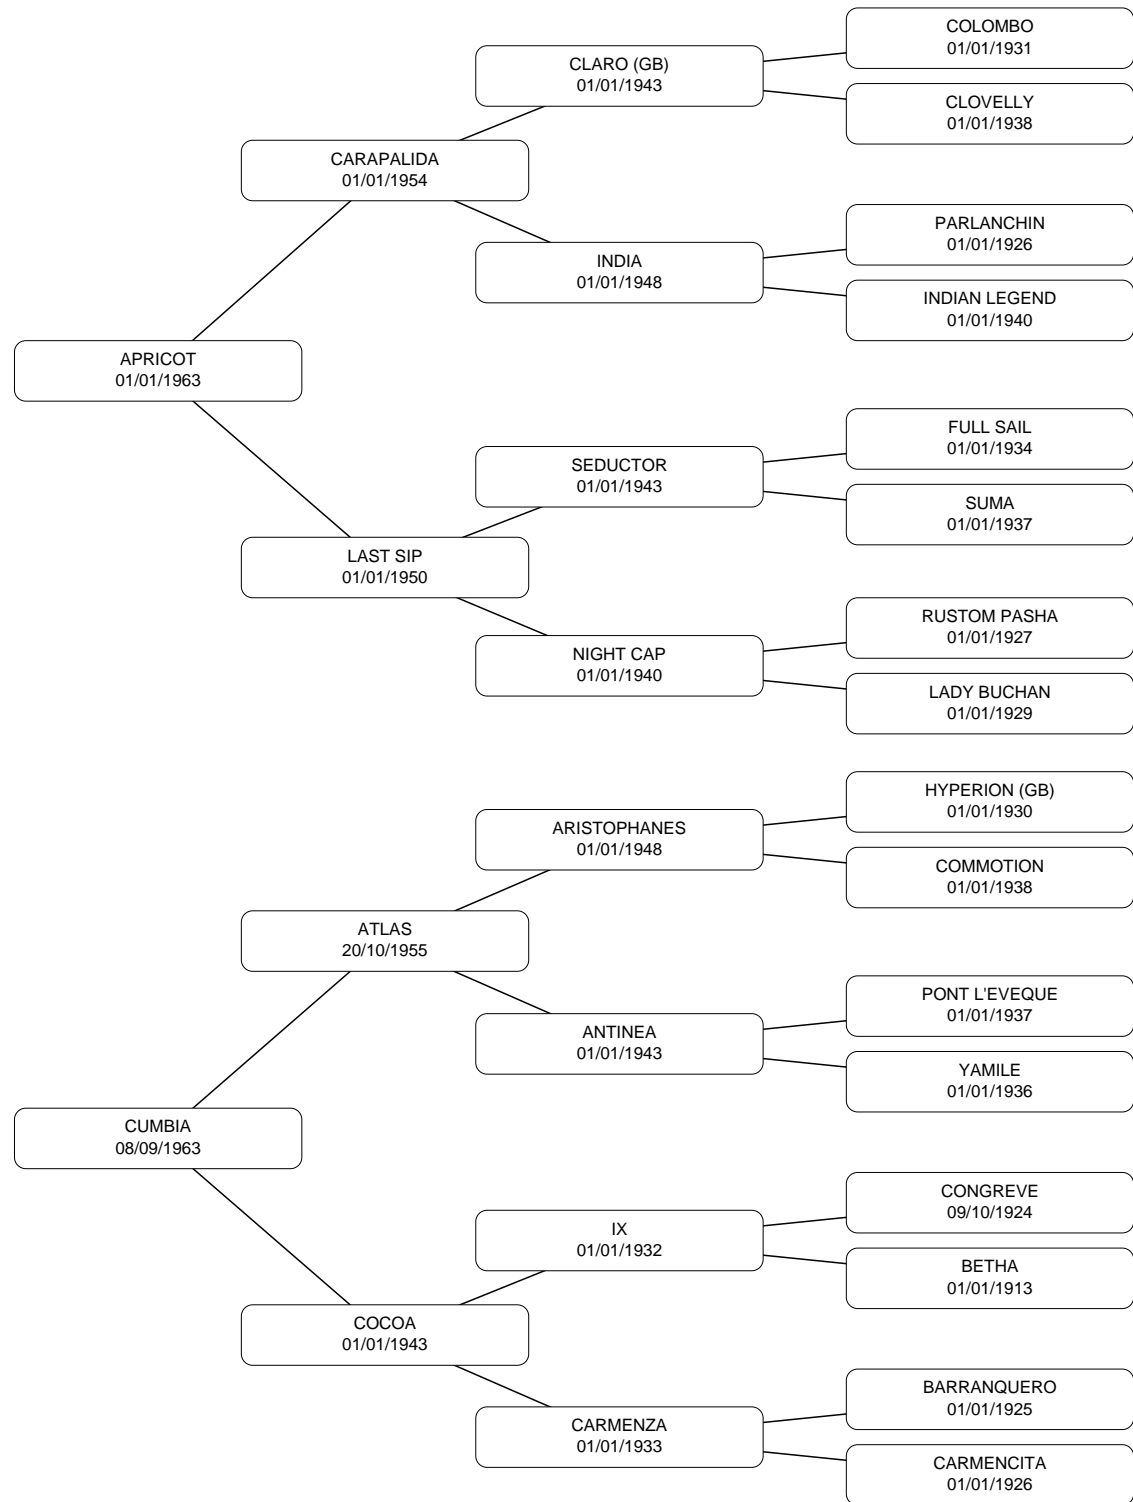 COLOMBO
01/01/1931
CLARO (GB)
01/01/1943
CLOVELLY
01/01/1938
CARAPALIDA
01/01/1954
PARLANCHIN
01/01/1926
INDIA
01/01/1948
INDIAN LEGEND
01/01/1940
APRICOT
01/01/1963
FULL SAIL
01/01/1934
SEDUCTOR
01/01/1943
SUMA
01/01/1937
LAST SIP
01/01/1950
RUSTOM PASHA
01/01/1927
NIGHT CAP
01/01/1940
LADY BUCHAN
01/01/1929
HYPERION (GB)
01/01/1930
ARISTOPHANES
01/01/1948
COMMOTION
01/01/1938
ATLAS
20/10/1955
PONT L'EVEQUE
01/01/1937
ANTINEA
01/01/1943
YAMILE
01/01/1936
CUMBIA
08/09/1963
CONGREVE
09/10/1924
IX
01/01/1932
BETHA
01/01/1913
COCOA
01/01/1943
BARRANQUERO
01/01/1925
CARMENZA
01/01/1933
CARMENCITA
01/01/1926